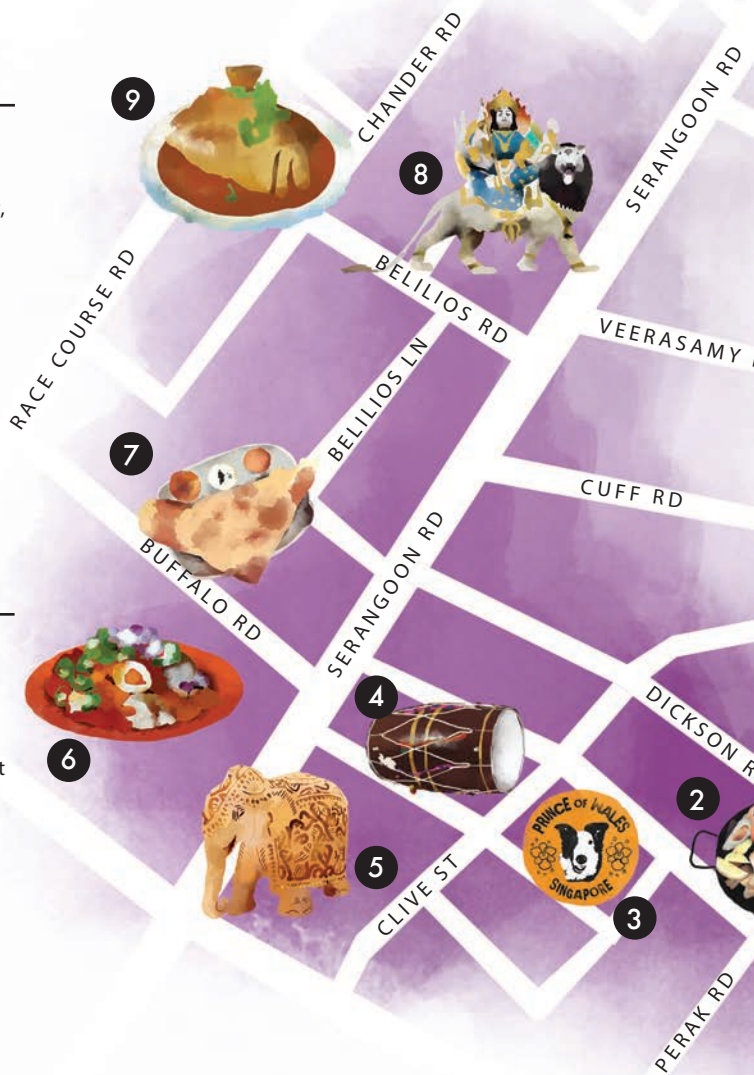 CHANDER RD
SERANGOON RD
9
8
,
BELILIOS RD
VEERASAMY
RACE COURSE RD
BELILIOS LN
7
CUFF RD
BUFFALO RD
SERANGOON RD
4
DICKSON R
6
t
2
PRINCE OF WALES
SINGAPORE
5
CLIVE ST
3
PERAK RD